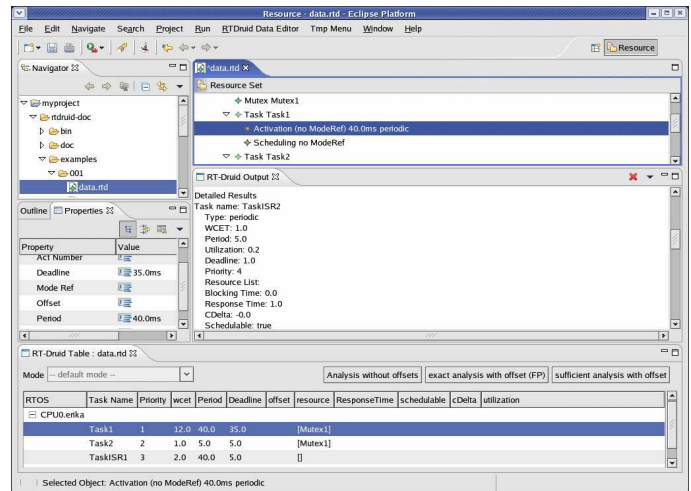 Resource - data.rtd - Eclipse Platform
File Edit Navigate Search Project Run RTDruid Data Editor Tmp Menu Window Help
Resource
Navigator
myproject
rtdruid-doc
bin
doc
examples
001
data.rtd
*data.rtd
Resource Set
Mutex Mutex1
Task Task1
Activation (no ModeRef) 40.0ms periodic
Scheduling no ModeRef
Task Task2
Outline Properties
Property Value
Act Number
Deadline 35.0ms
Mode Ref
Offset
Period 40.0ms
RT-Druid Output
Detailed Results
Task name: TaskISR2
Type: periodic
WCET: 1.0
Period: 5.0
Utilization: 0.2
Deadline: 1.0
Priority: 4
Resource List:
Blocking Time: 0.0
Response Time: 1.0
CDelta: -0.0
Schedulable: true
RT-Druid Table : data.rtd
Mode -- default mode -- Analysis without offsets exact analysis with offset (FP) sufficient analysis with offset
RTOS Task Name Priority wcet Period Deadline offset resource ResponseTime schedulable cDelta utilization
CPU0.erika
Task1 1 12.0 40.0 35.0 [Mutex1]
Task2 2 1.0 5.0 5.0 [Mutex1]
TaskISR1 3 2.0 40.0 5.0 []
Selected Object: Activation (no ModeRef) 40.0ms periodic